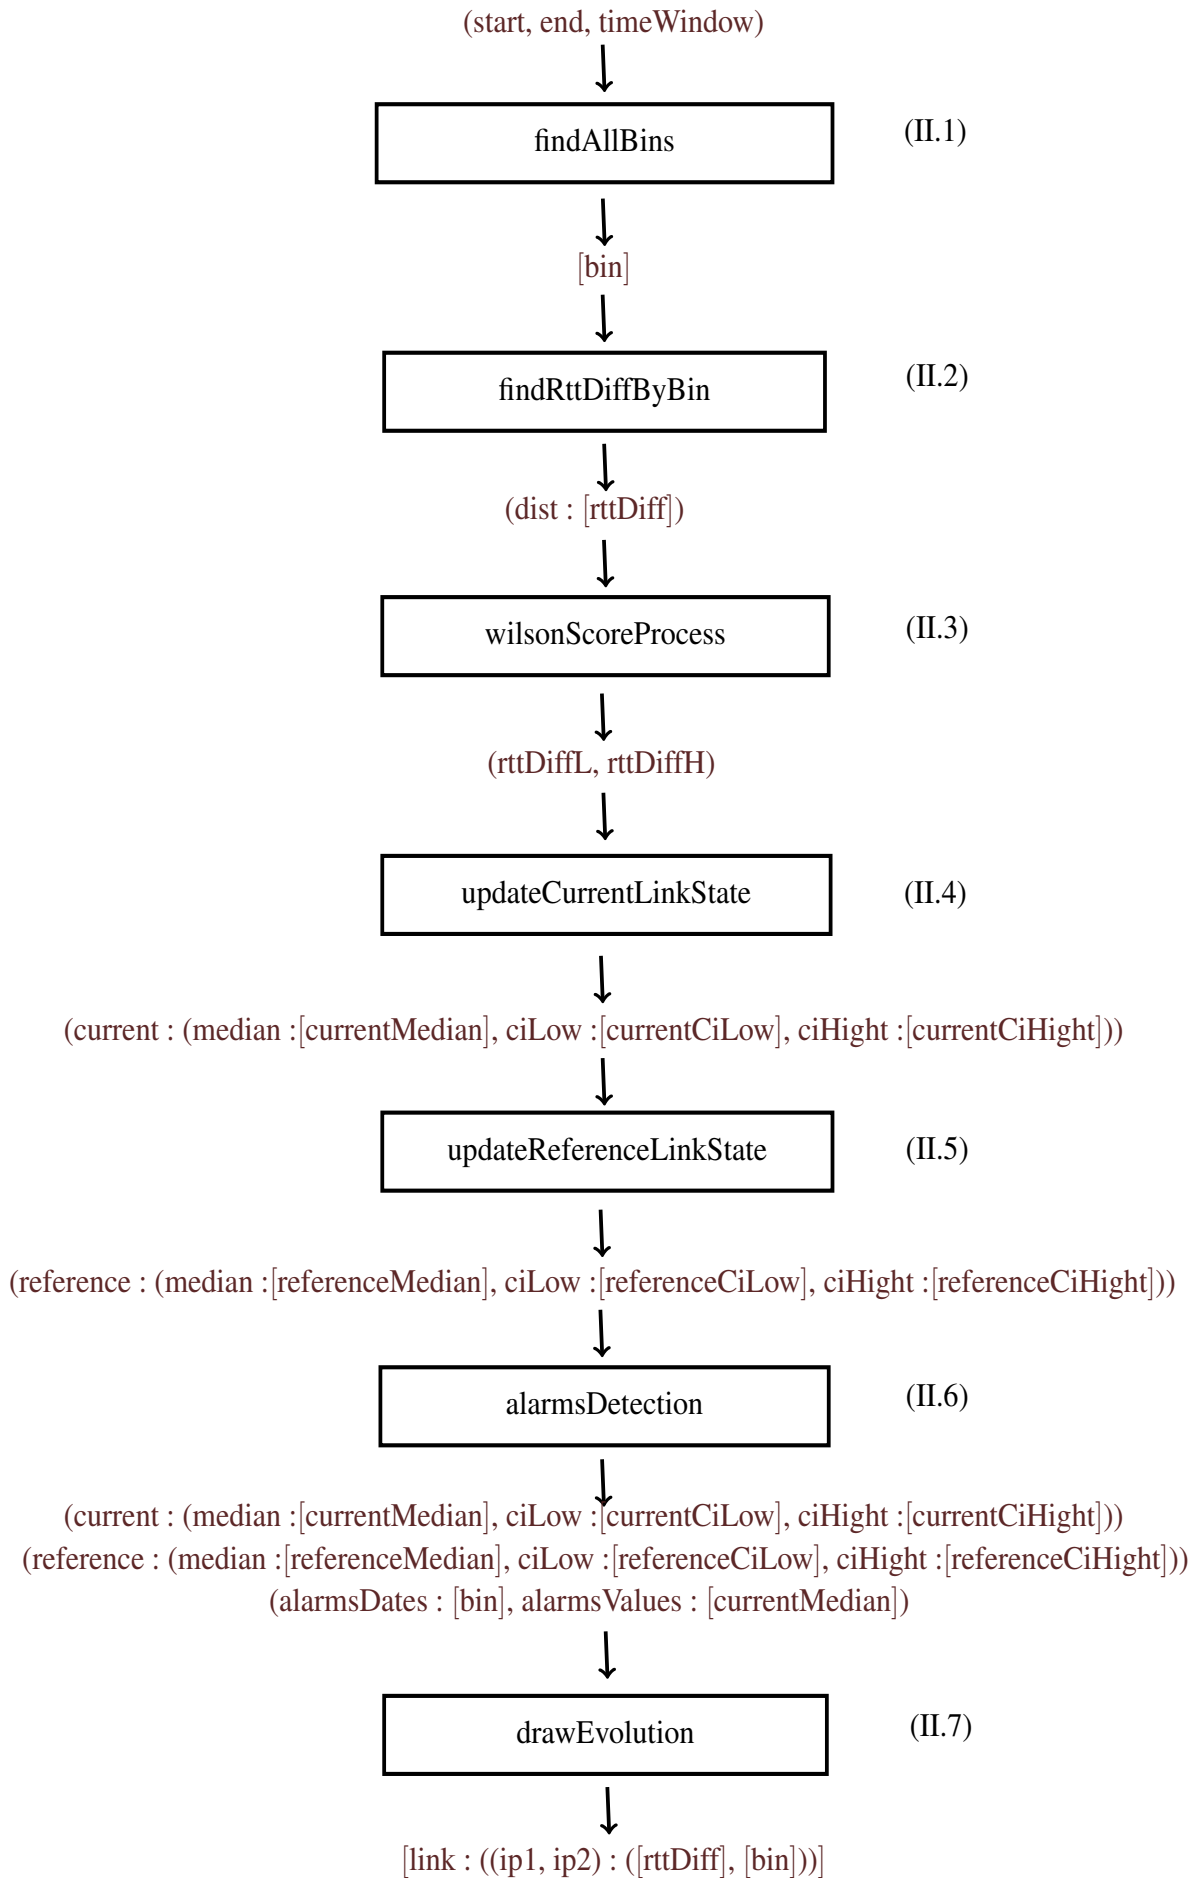 (start, end, timeWindow)
findAllBins (II.1)
[bin]
findRttDiffByBin (II.2)
(dist : [rttDiff])
wilsonScoreProcess (II.3)
(rttDiffL, rttDiffH)
updateCurrentLinkState (II.4)
(current : (median :[currentMedian], ciLow :[currentCiLow], ciHight :[currentCiHight]))
updateReferenceLinkState (II.5)
(reference : (median :[referenceMedian], ciLow :[referenceCiLow], ciHight :[referenceCiHight]))
alarmsDetection (II.6)
(current : (median :[currentMedian], ciLow :[currentCiLow], ciHight :[currentCiHight]))
(reference : (median :[referenceMedian], ciLow :[referenceCiLow], ciHight :[referenceCiHight]))
(alarmsDates : [bin], alarmsValues : [currentMedian])
drawEvolution (II.7)
[link : ((ip1, ip2) : ([rttDiff], [bin]))]